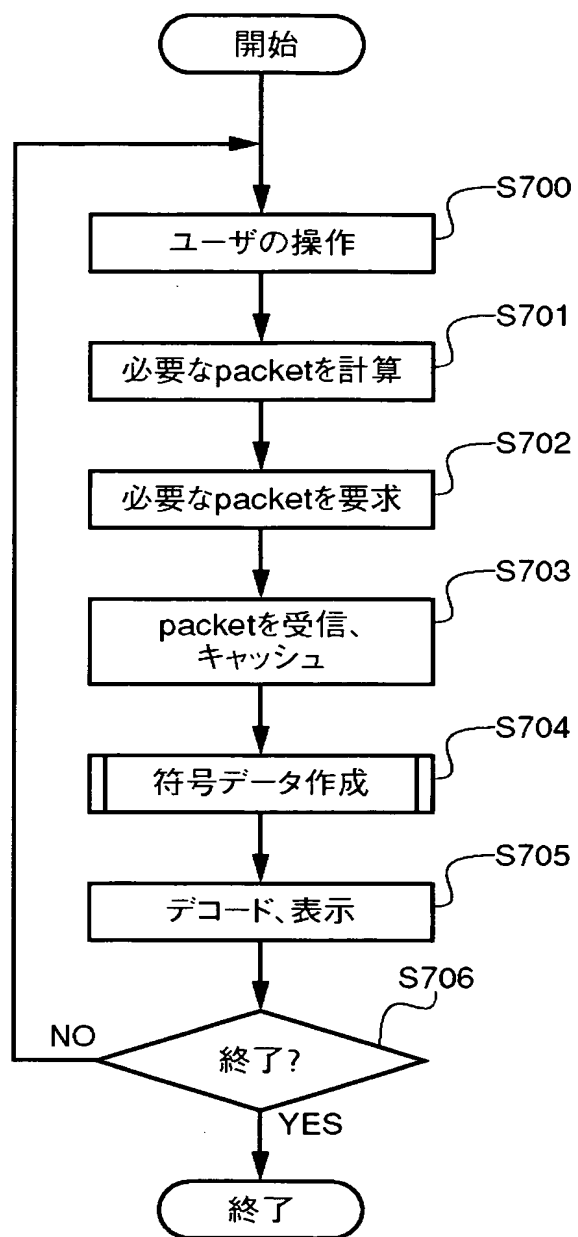 開始
S700
ユーザの操作
S701
必要なpacketを計算
S702
必要なpacketを要求
S703
packetを受信、
キャッシュ
S704
符号データ作成
S705
デコード、表示
S706
NO
終了?
YES
終了